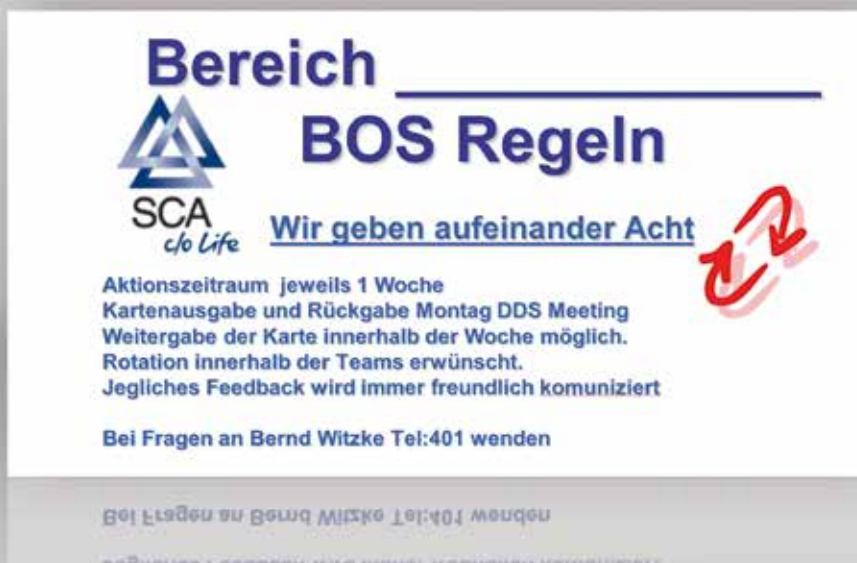 Bereich _______________
BOS Regeln
SCA
c/o Life
Wir geben aufeinander Acht
Aktionszeitraum jeweils 1 Woche
Kartenausgabe und Rückgabe Montag DDS Meeting
Weitergabe der Karte innerhalb der Woche möglich.
Rotation innerhalb der Teams erwünscht.
Jegliches Feedback wird immer freundlich komuniziert
Bei Fragen an Bernd Witzke Tel:401 wenden